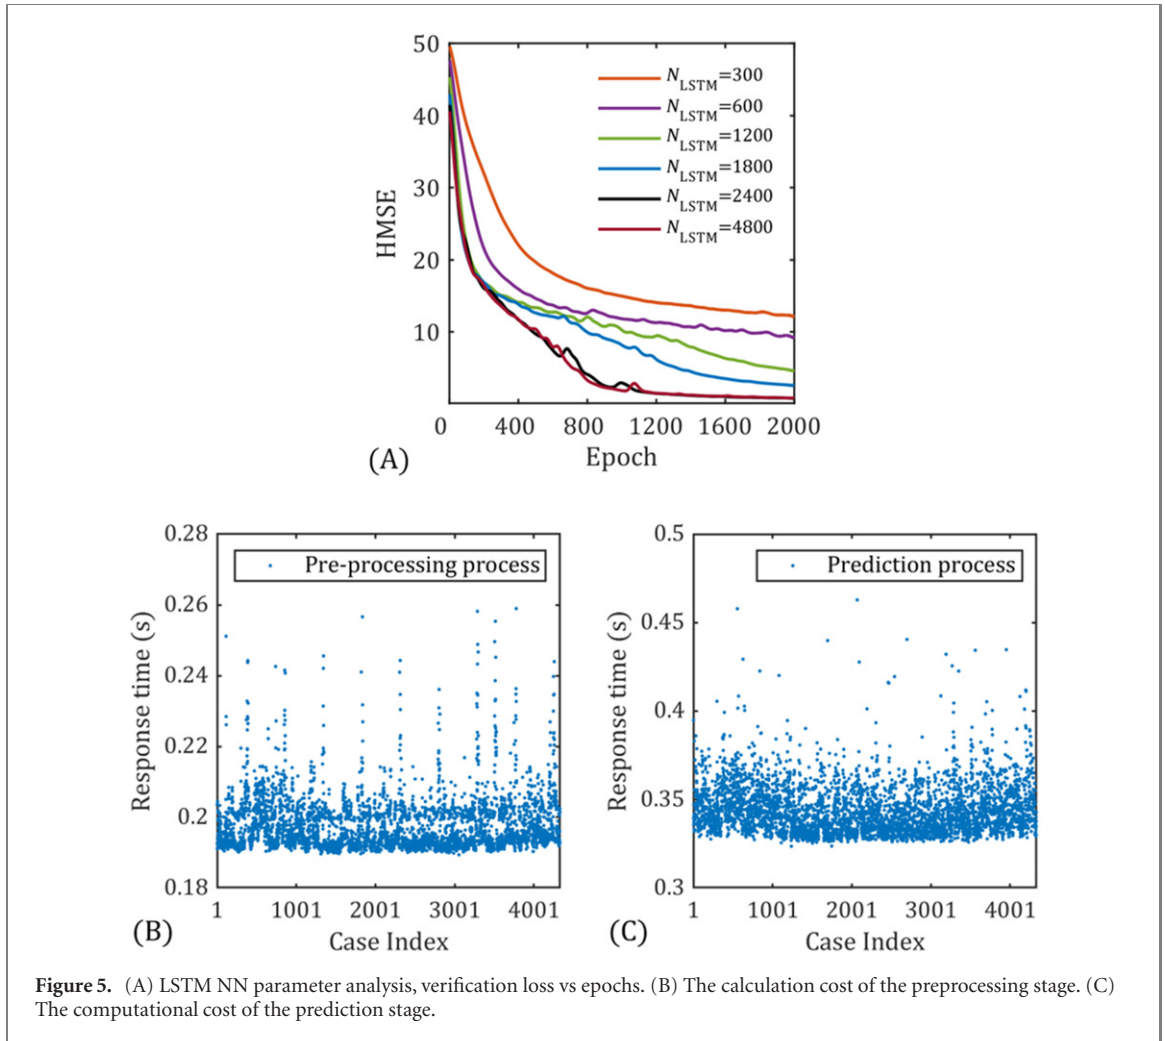 50
40
30
20
10
HMSE
N_LSTM=300
N_LSTM=600
N_LSTM=1200
N_LSTM=1800
N_LSTM=2400
N_LSTM=4800
0 400 800 1200 1600 2000
Epoch
(A)
0.28
0.26
0.24
0.22
0.2
0.18
Response time (s)
Pre-processing process
1 1001 2001 3001 4001
Case Index
(B)
0.5
0.45
0.4
0.35
0.3
Response time (s)
Prediction process
1 1001 2001 3001 4001
Case Index
(C)
Figure 5. (A) LSTM NN parameter analysis, verification loss vs epochs. (B) The calculation cost of the preprocessing stage. (C)
The computational cost of the prediction stage.